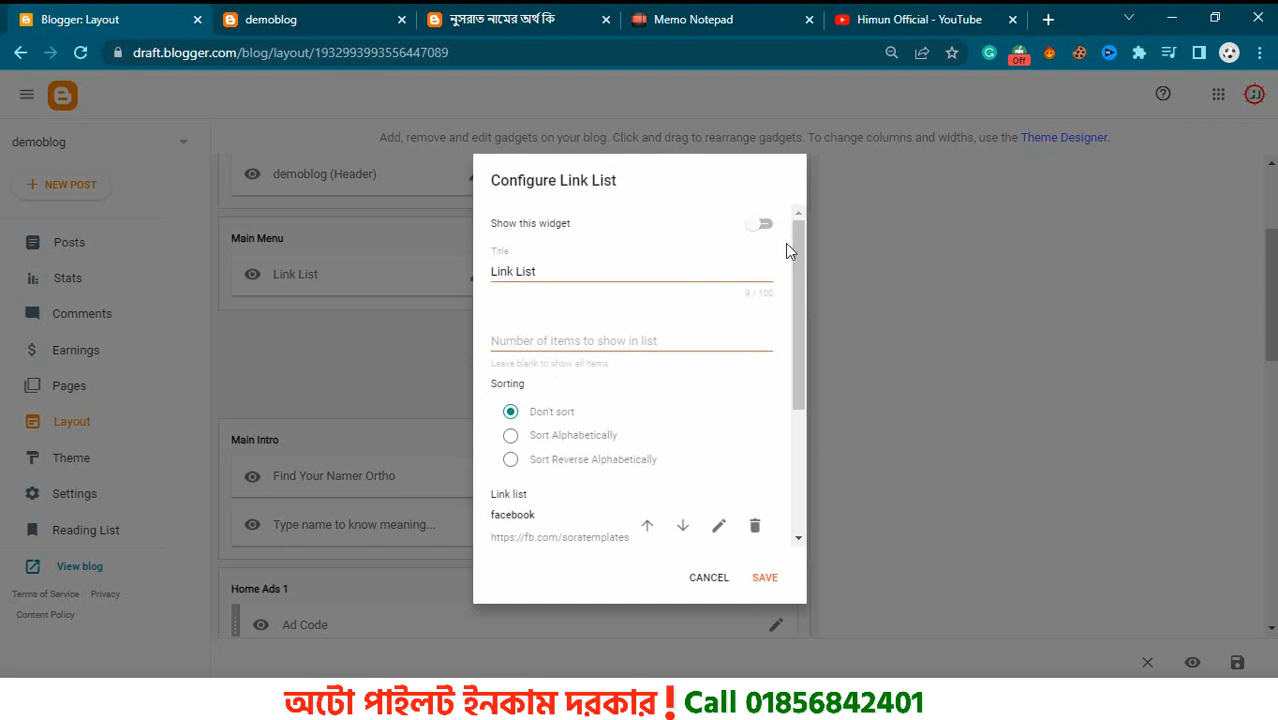 Blogger: Layout
demoblog
নুসরাত নামের অর্থ কি
Memo Notepad
Himun Official - YouTube
draft.blogger.com/blog/layout/1932993993556447089
Off
demoblog
Add, remove and edit gadgets on your blog. Click and drag to rearrange gadgets. To change columns and widths, use the Theme Designer.
NEW POST
Posts
Stats
Comments
Earnings
Pages
Layout
Theme
Settings
Reading List
View blog
Terms of Service Privacy
Content Policy
demoblog (Header)
Main Menu
Link List
Main Intro
Find Your Namer Ortho
Type name to know meaning...
Home Ads 1
Ad Code
Configure Link List
Show this widget
Title
Link List
9 / 100
Number of items to show in list
Leave blank to show all items.
Sorting
Don't sort
Sort Alphabetically
Sort Reverse Alphabetically
Link list
facebook
https://fb.com/soratemplates
CANCEL SAVE
অটো পাইলট ইনকাম দরকার ! Call 01856842401